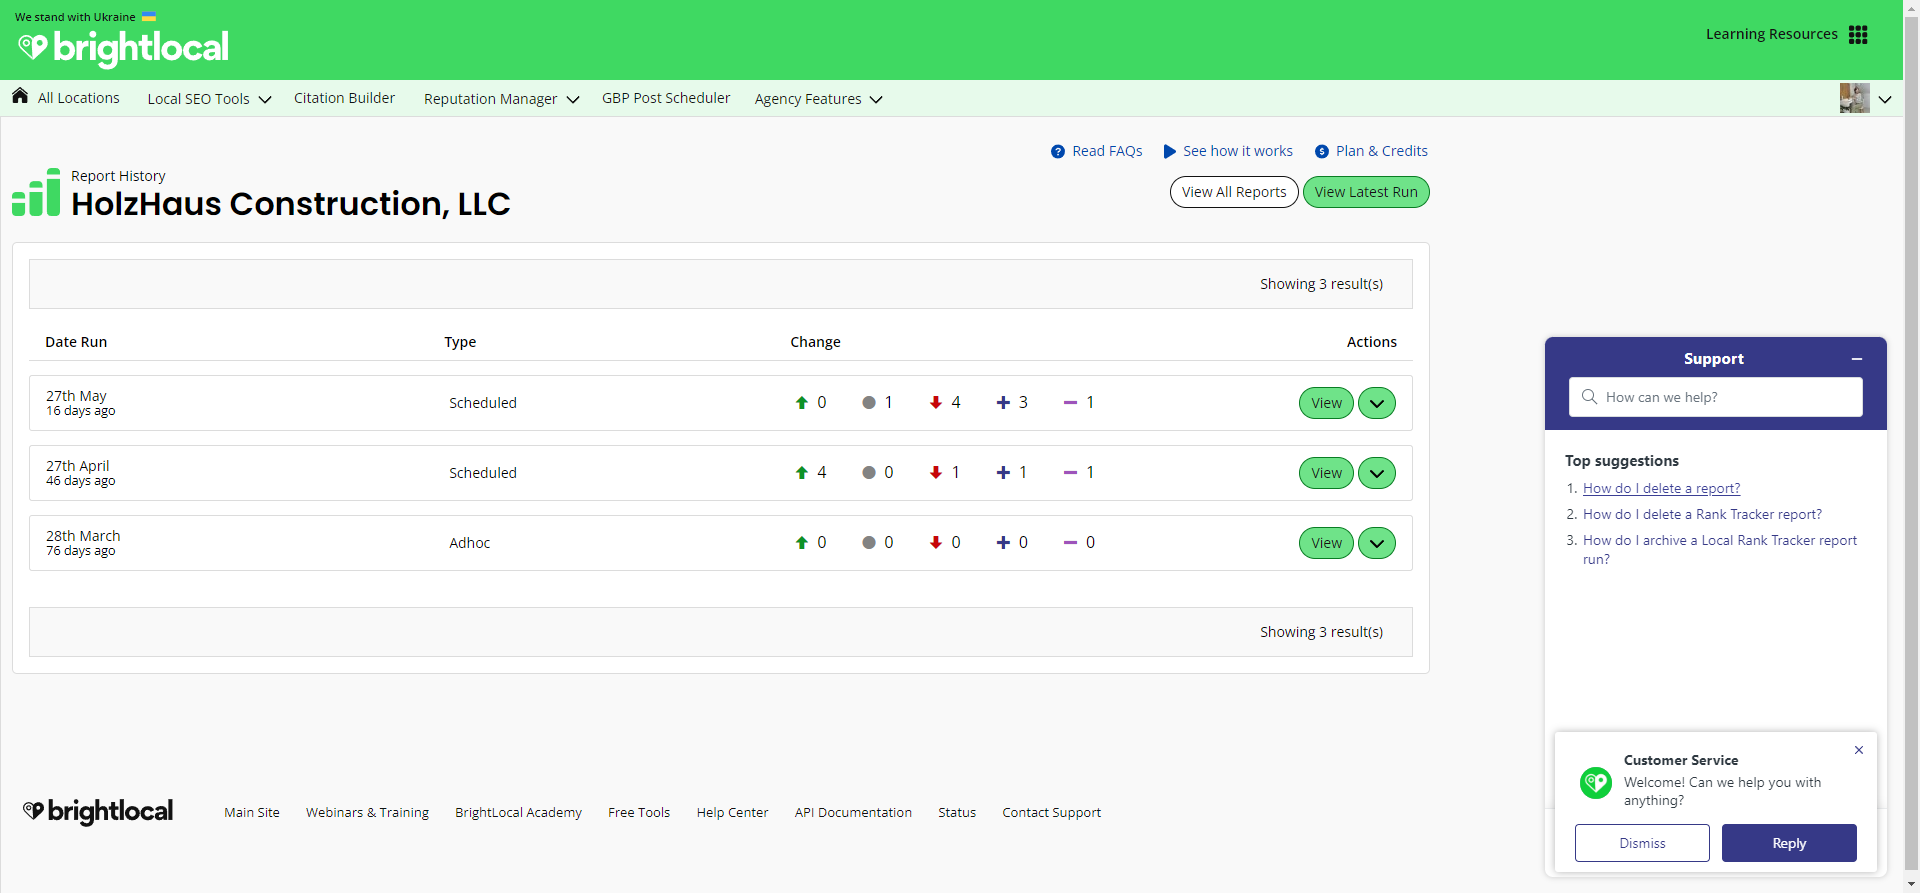 We stand with Ukraine
brightlocal
Learning Resources
All Locations
Local SEO Tools
Citation Builder
Reputation Manager
GBP Post Scheduler
Agency Features
Read FAQs
See how it works
Plan & Credits
Report History
HolzHaus Construction, LLC
View All Reports
View Latest Run
Showing 3 result(s)
Date Run Type Change Actions
27th May
16 days ago
Scheduled 0 1 4 3 1 View
27th April
46 days ago
Scheduled 4 0 1 1 1 View
28th March
76 days ago
Adhoc 0 0 0 0 0 View
Showing 3 result(s)
Support
How can we help?
Top suggestions
1. How do I delete a report?
2. How do I delete a Rank Tracker report?
3. How do I archive a Local Rank Tracker report
run?
Customer Service
Welcome! Can we help you with
anything?
Dismiss
Reply
brightlocal
Main Site
Webinars & Training
BrightLocal Academy
Free Tools
Help Center
API Documentation
Status
Contact Support